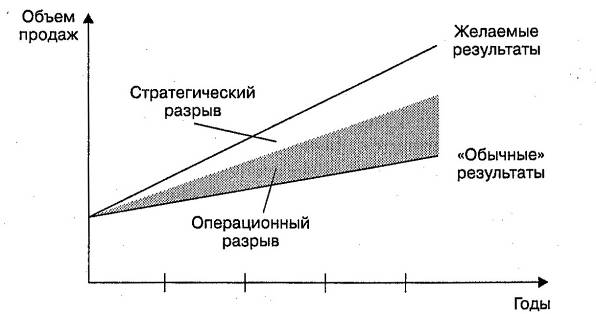 Объем
продаж
Желаемые
результаты
Стратегический
разрыв
«Обычные»
результаты
Операционный
разрыв
Годы